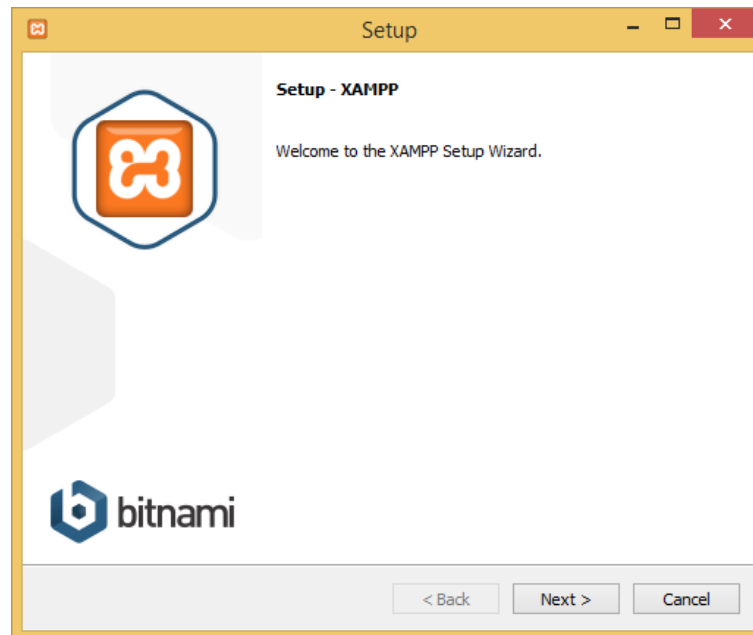 Setup
Setup - XAMPP
Welcome to the XAMPP Setup Wizard.
bitnami
< Back
Next >
Cancel